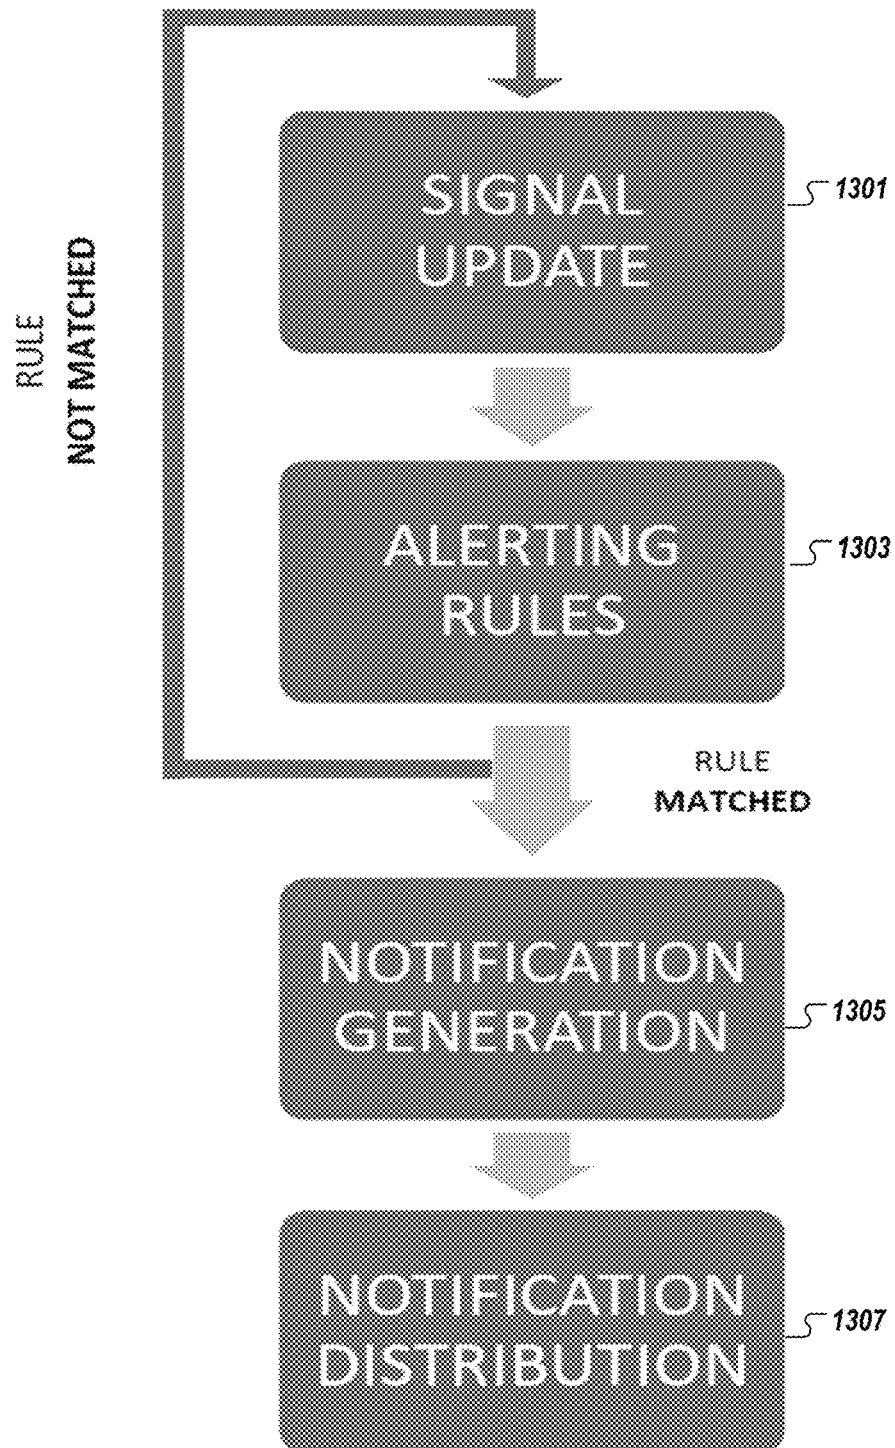 SIGNAL
UPDATE
1301
RULE
NOT MATCHED
ALERTING
RULES
1303
RULE
MATCHED
NOTIFICATION
GENERATION
1305
NOTIFICATION
DISTRIBUTION
1307